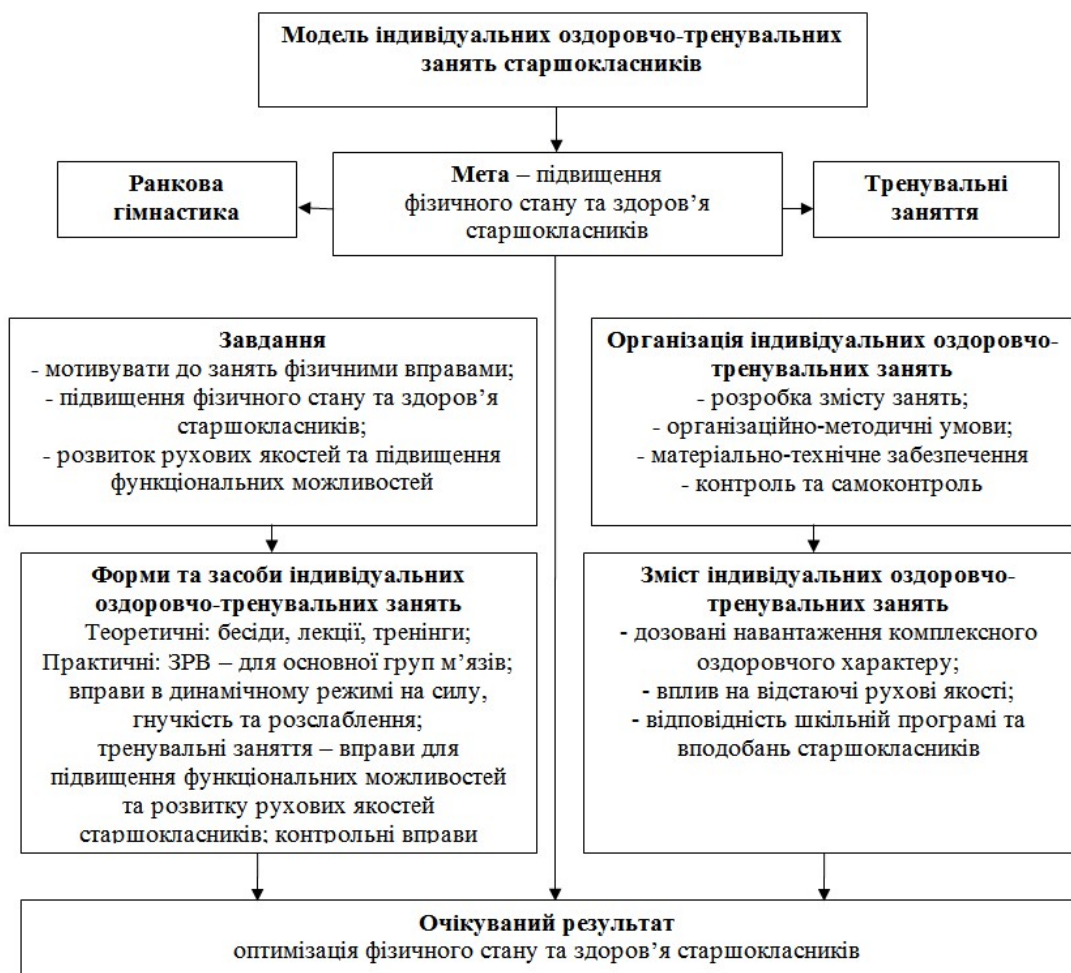 Модель індивідуальних оздоровчо-тренувальних
занять старшокласників
Ранкова
гімнастика
Мета – підвищення
фізичного стану та здоров’я
старшокласників
Тренувальні
заняття
Завдання
- мотивувати до занять фізичними вправами;
- підвищення фізичного стану та здоров’я
старшокласників;
- розвиток рухових якостей та підвищення
функціональних можливостей
Організація індивідуальних оздоровчо-
тренувальних занять
- розробка змісту занять;
- організаційно-методичні умови;
- матеріально-технічне забезпечення
- контроль та самоконтроль
Форми та засоби індивідуальних
оздоровчо-тренувальних занять
Теоретичні: бесіди, лекції, тренінги;
Практичні: ЗРВ – для основної груп м’язів;
вправи в динамічному режимі на силу,
гнучкість та розслаблення;
тренувальні заняття – вправи для
підвищення функціональних можливостей
та розвитку рухових якостей
старшокласників; контрольні вправи
Зміст індивідуальних оздоровчо-
тренувальних занять
- дозовані навантаження комплексного
оздоровчого характеру;
- вплив на відстаючі рухові якості;
- відповідність шкільній програмі та
вподобань старшокласників
Очікуваний результат
оптимізація фізичного стану та здоров’я старшокласників